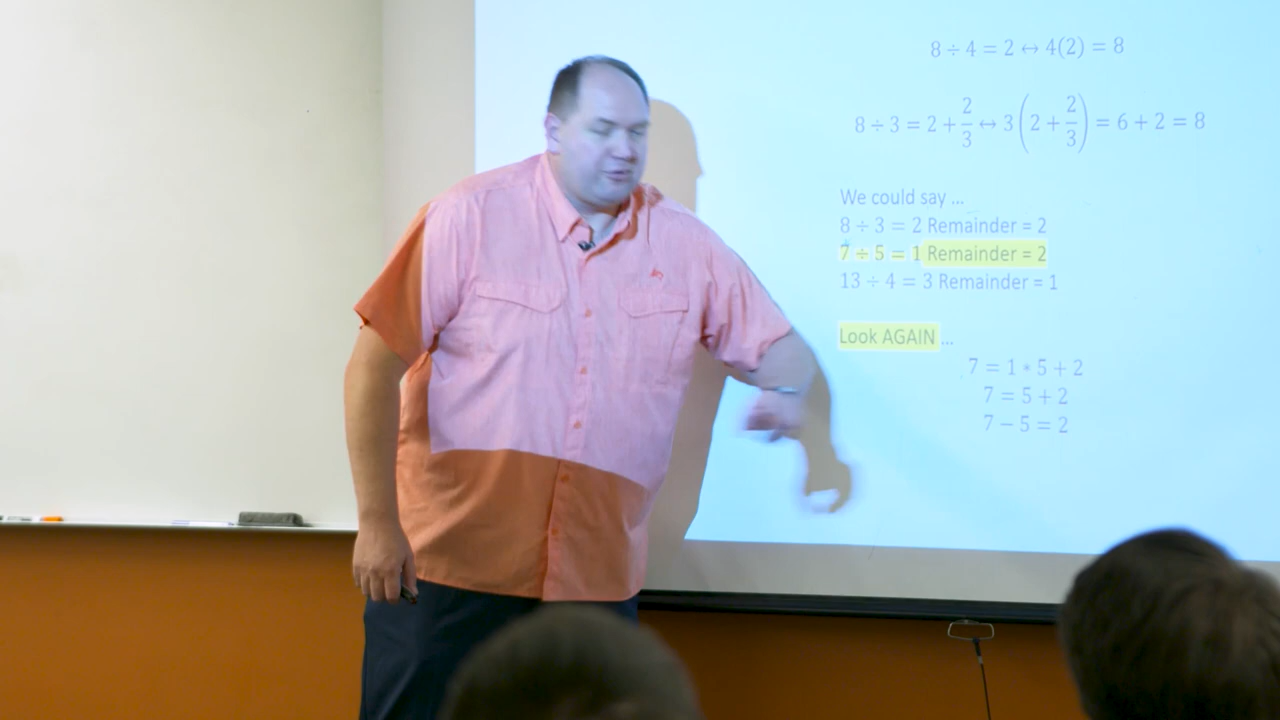 8 ÷ 4 = 2 ↔ 4(2) = 8
8 ÷ 3 = 2 + 2/3 ↔ 3(2 + 2/3) = 6 + 2 = 8
We could say ...
8 ÷ 3 = 2 Remainder = 2
7 ÷ 5 = 1 Remainder = 2
13 ÷ 4 = 3 Remainder = 1
Look AGAIN ...
7 = 1 * 5 + 2
7 = 5 + 2
7 − 5 = 2